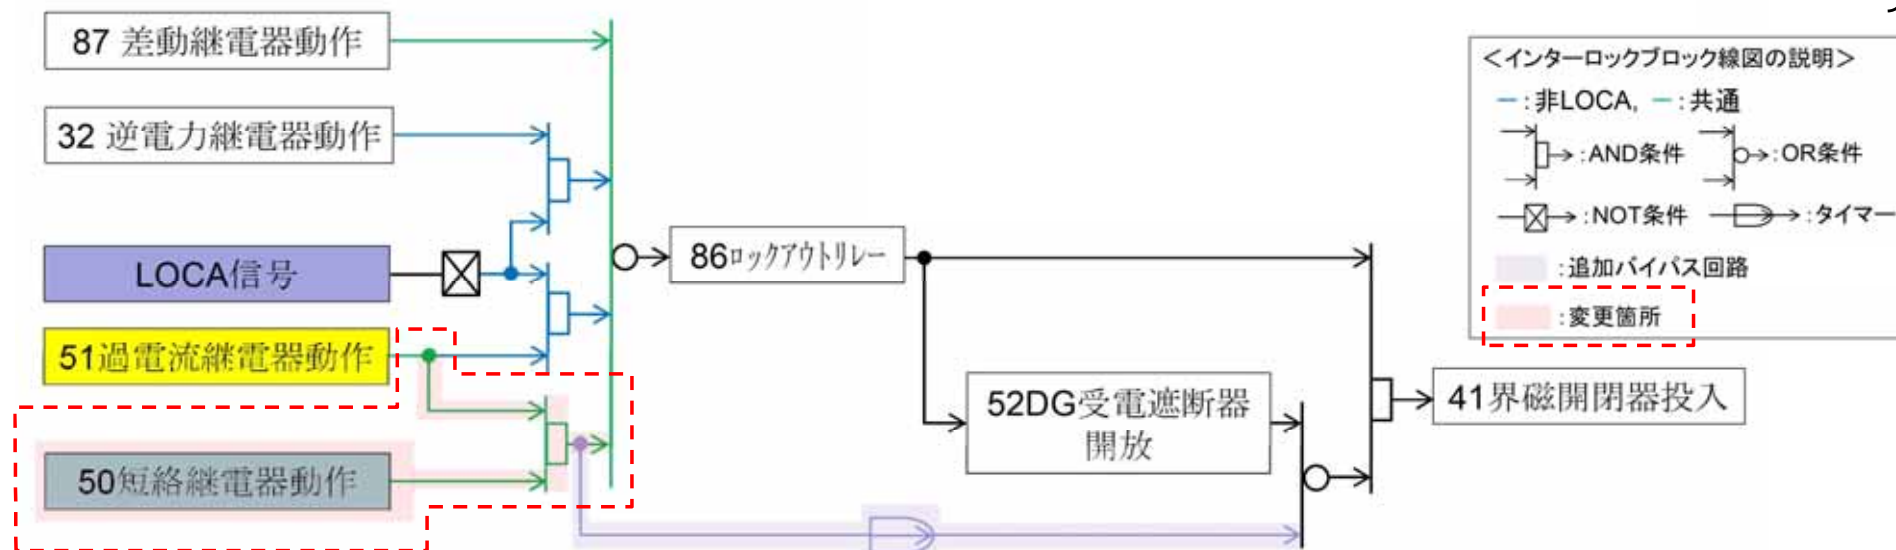 87 差動継電器動作
32 逆電力継電器動作
LOCA信号
51過電流継電器動作
50短絡継電器動作
86ロックアウトリレー
52DG受電遮断器
開放
41界磁開閉器投入
<インターロックブロック線図の説明>
:非LOCA, :共通
:AND条件 :OR条件
:NOT条件 :タイマー
:追加バイパス回路
:変更箇所